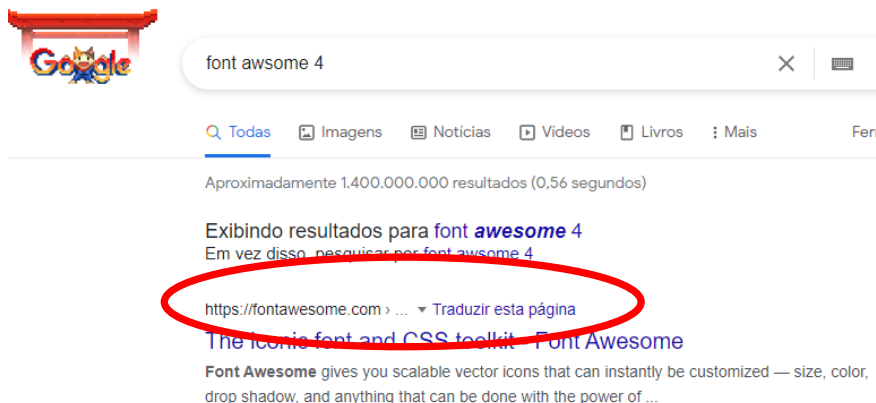 Google
font awsome 4
Todas Imagens Notícias Vídeos Livros Mais Ferr
Aproximadamente 1.400.000.000 resultados (0,56 segundos)
Exibindo resultados para font awesome 4
Em vez disso, pesquisar por font awsome 4
https://fontawesome.com › ... Traduzir esta página
The iconic font and CSS toolkit - Font Awesome
Font Awesome gives you scalable vector icons that can instantly be customized — size, color,
drop shadow, and anything that can be done with the power of ...